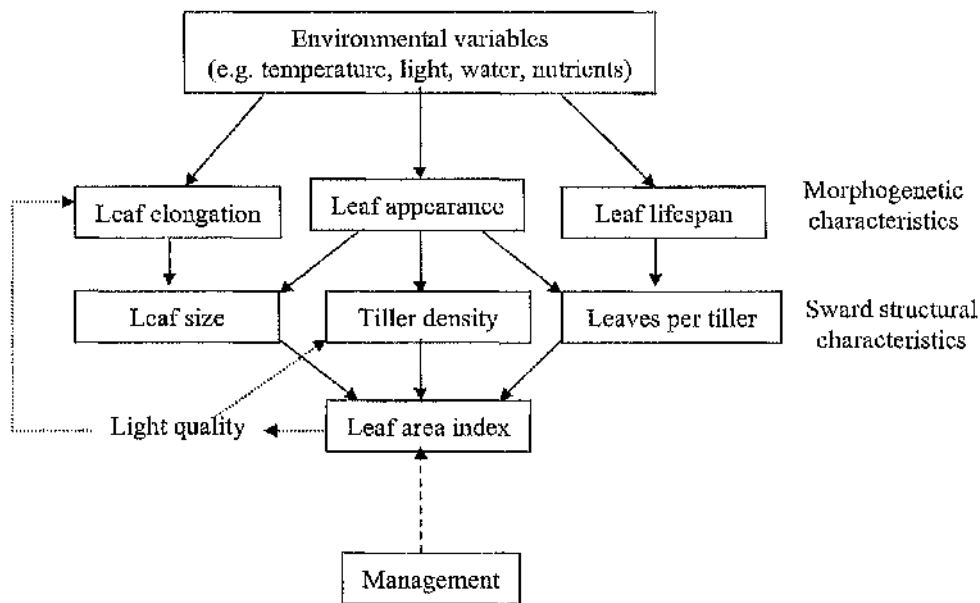 Environmental variables
(e.g. temperature, light, water, nutrients)
Leaf elongation
Leaf appearance
Leaf lifespan
Morphogenetic
characteristics
Leaf size
Tiller density
Leaves per tiller
Sward structural
characteristics
Light quality
Leaf area index
Management